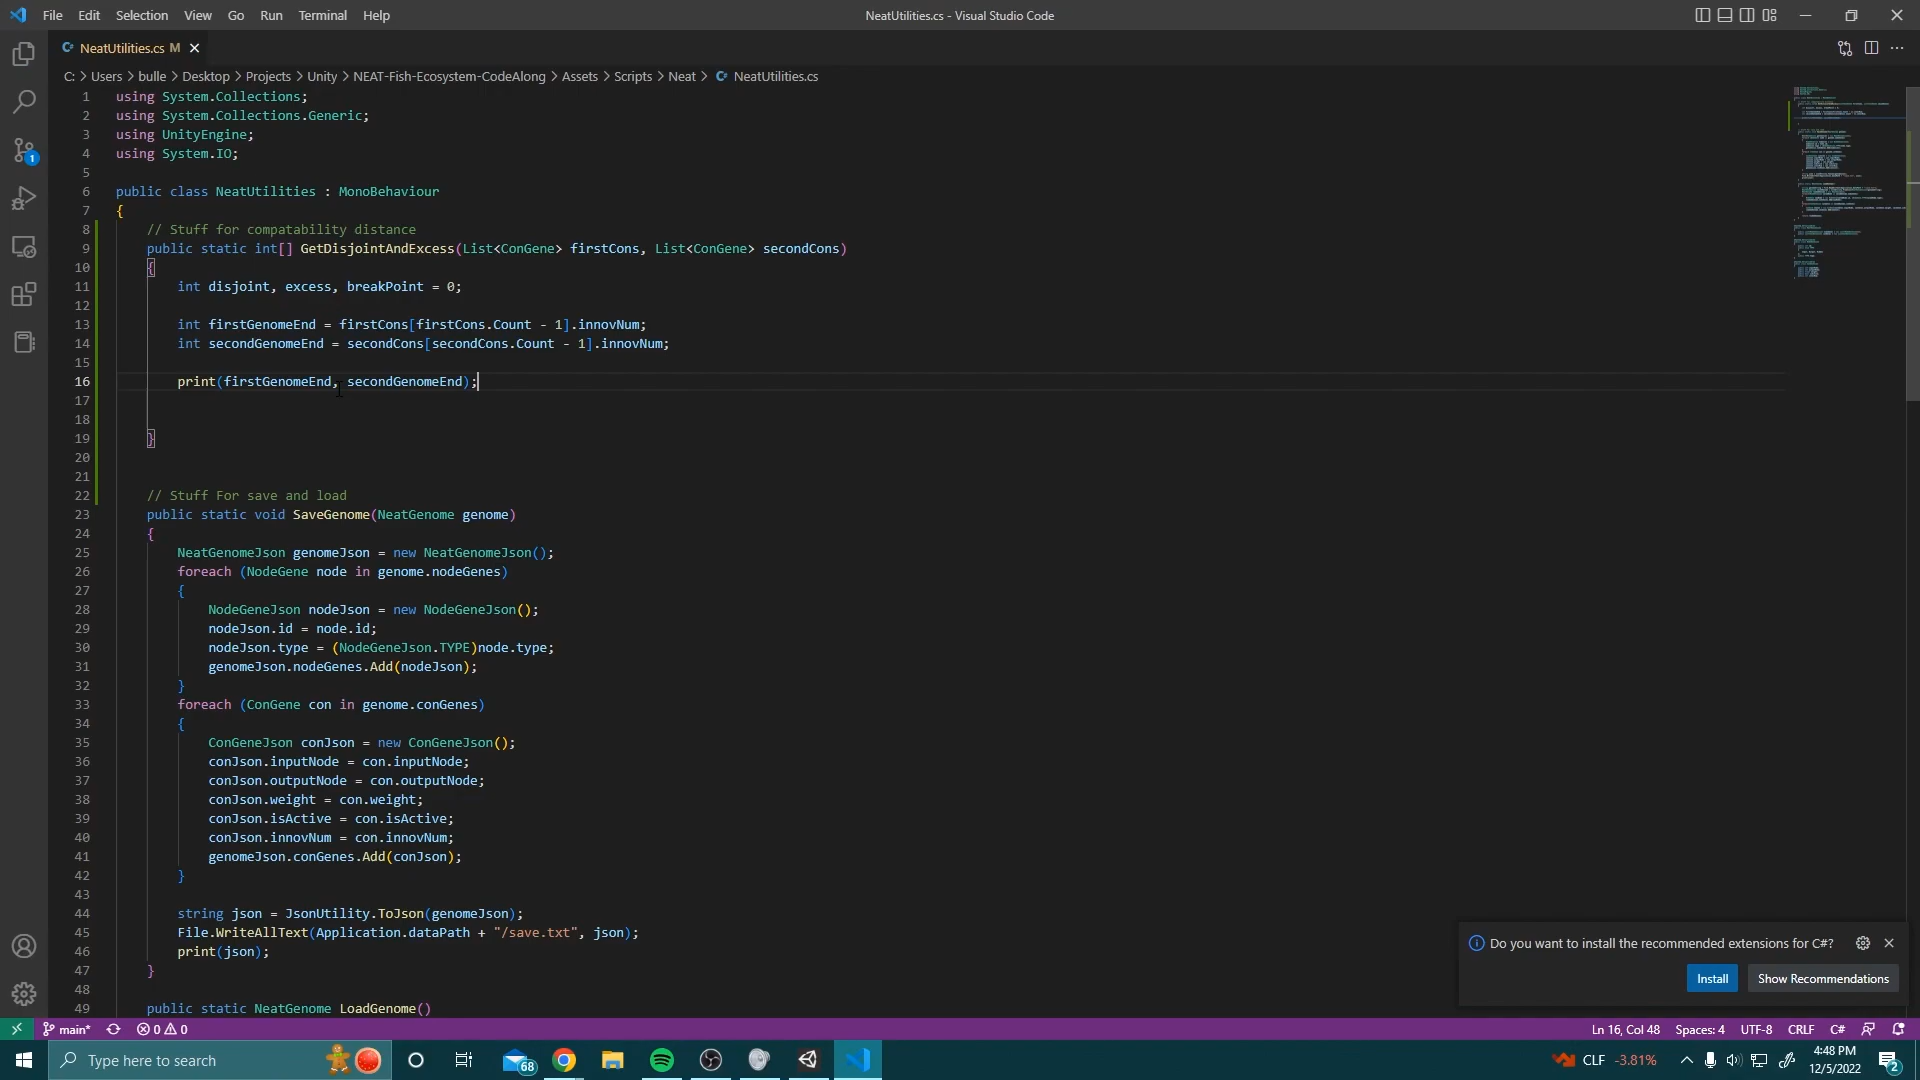 File Edit Selection View Go Run Terminal Help NeatUtilities.cs - Visual Studio Code
NeatUtilities.cs M
C: > Users > bulle > Desktop > Projects > Unity > NEAT-Fish-Ecosystem-CodeAlong > Assets > Scripts > Neat > NeatUtilities.cs
1 using System.Collections;
2 using System.Collections.Generic;
3 using UnityEngine;
4 using System.IO;
5
6 public class NeatUtilities : MonoBehaviour
7 {
8 // Stuff for compatability distance
9 public static int[] GetDisjointAndExcess(List<ConGene> firstCons, List<ConGene> secondCons)
10 {
11 int disjoint, excess, breakPoint = 0;
12
13 int firstGenomeEnd = firstCons[firstCons.Count - 1].innovNum;
14 int secondGenomeEnd = secondCons[secondCons.Count - 1].innovNum;
15
16 print(firstGenomeEnd, secondGenomeEnd);
17
18
19 }
20
21
22 // Stuff For save and load
23 public static void SaveGenome(NeatGenome genome)
24 {
25 NeatGenomeJson genomeJson = new NeatGenomeJson();
26 foreach (NodeGene node in genome.nodeGenes)
27 {
28 NodeGeneJson nodeJson = new NodeGeneJson();
29 nodeJson.id = node.id;
30 nodeJson.type = (NodeGeneJson.TYPE)node.type;
31 genomeJson.nodeGenes.Add(nodeJson);
32 }
33 foreach (ConGene con in genome.conGenes)
34 {
35 ConGeneJson conJson = new ConGeneJson();
36 conJson.inputNode = con.inputNode;
37 conJson.outputNode = con.outputNode;
38 conJson.weight = con.weight;
39 conJson.isActive = con.isActive;
40 conJson.innovNum = con.innovNum;
41 genomeJson.conGenes.Add(conJson);
42 }
43
44 string json = JsonUtility.ToJson(genomeJson);
45 File.WriteAllText(Application.dataPath + "/save.txt", json);
46 print(json);
47 }
48
49 public static NeatGenome LoadGenome()
1
Do you want to install the recommended extensions for C#?
Install Show Recommendations
main* 0 0 Ln 16, Col 48 Spaces: 4 UTF-8 CRLF C#
Type here to search 68 CLF -3.81% 4:48 PM
12/5/2022 2